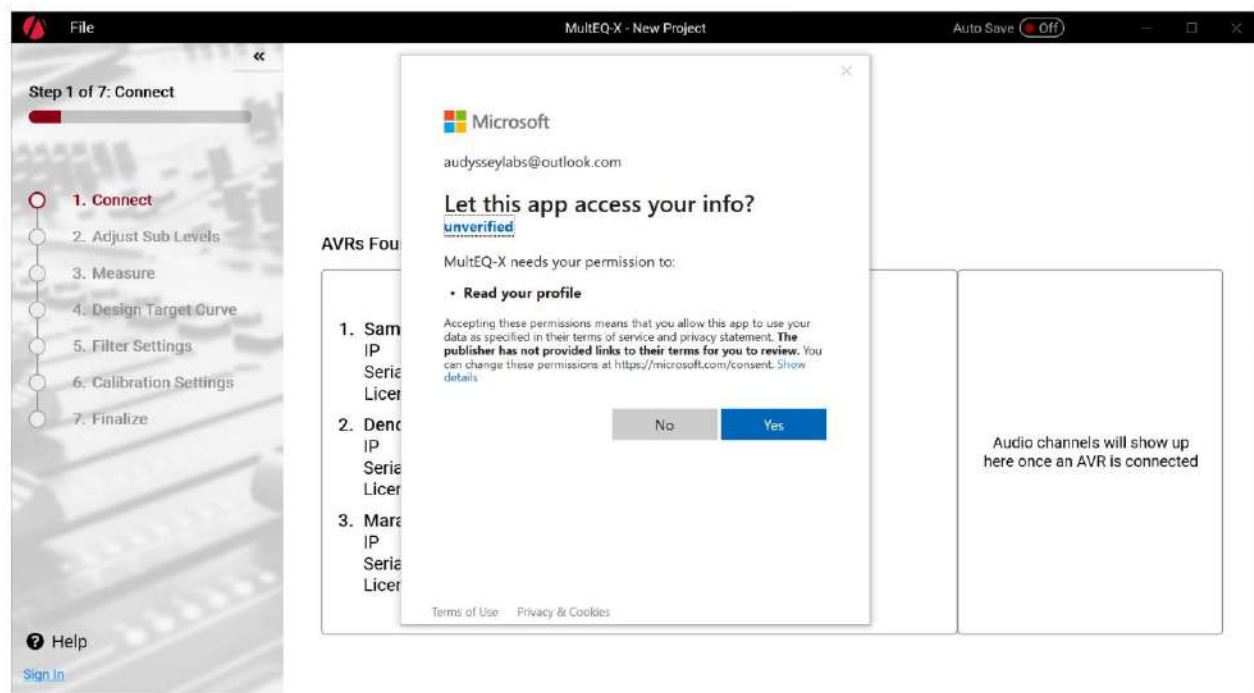 File
MultEQ-X - New Project
Auto Save Off
«
Step 1 of 7: Connect
1. Connect
2. Adjust Sub Levels
3. Measure
4. Design Target Curve
5. Filter Settings
6. Calibration Settings
7. Finalize
Help
Sign In
AVRs Fou
1. Sam
IP
Seria
Licer
2. Deno
IP
Seria
Licer
3. Mara
IP
Seria
Licer
Microsoft
audysseylabs@outlook.com
Let this app access your info?
unverified
MultEQ-X needs your permission to:
• Read your profile
Accepting these permissions means that you allow this app to use your
data as specified in their terms of service and privacy statement. The
publisher has not provided links to their terms for you to review. You
can change these permissions at https://microsoft.com/consent. Show
details
No
Yes
Terms of Use Privacy & Cookies
Audio channels will show up
here once an AVR is connected